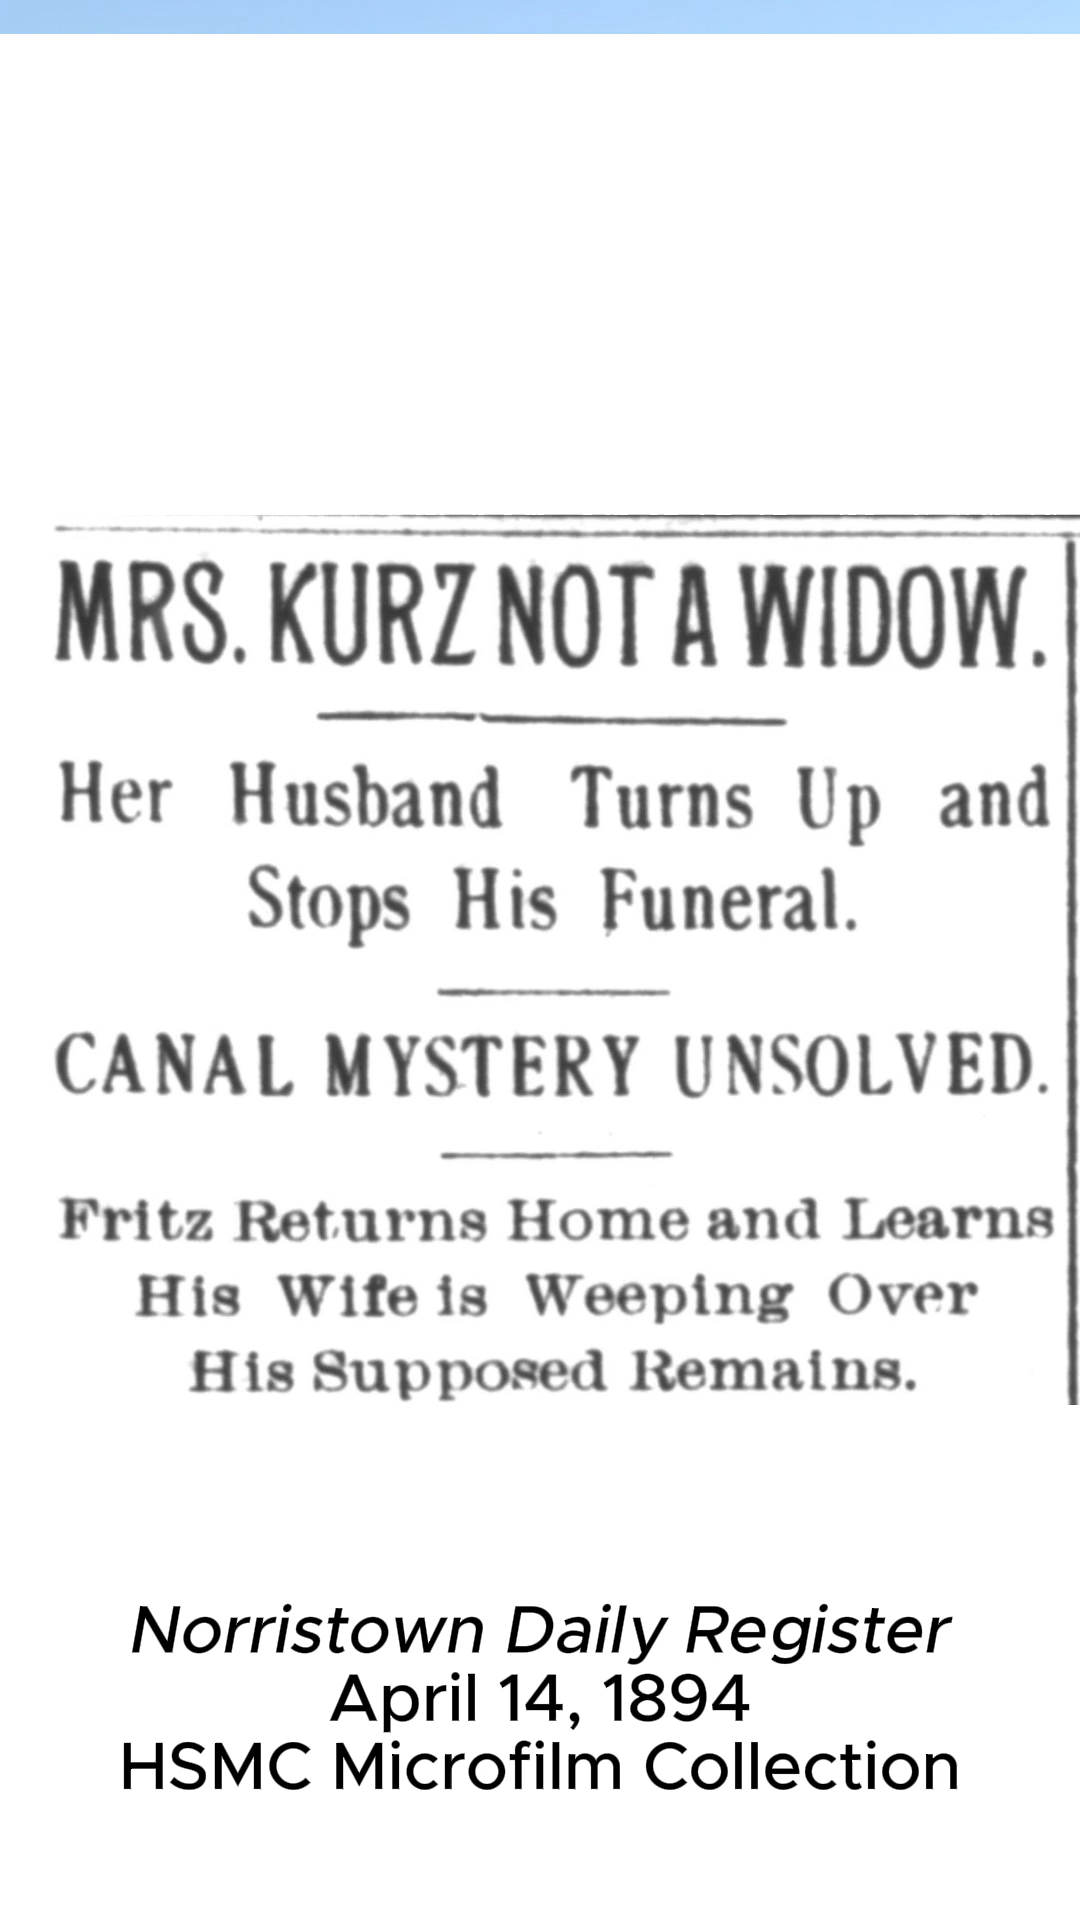 MRS. KURZ NOT A WIDOW.
Her Husband Turns Up and
Stops His Funeral.
CANAL MYSTERY UNSOLVED.
Fritz Returns Home and Learns
His Wife is Weeping Over
His Supposed Remains.
Norristown Daily Register
April 14, 1894
HSMC Microfilm Collection